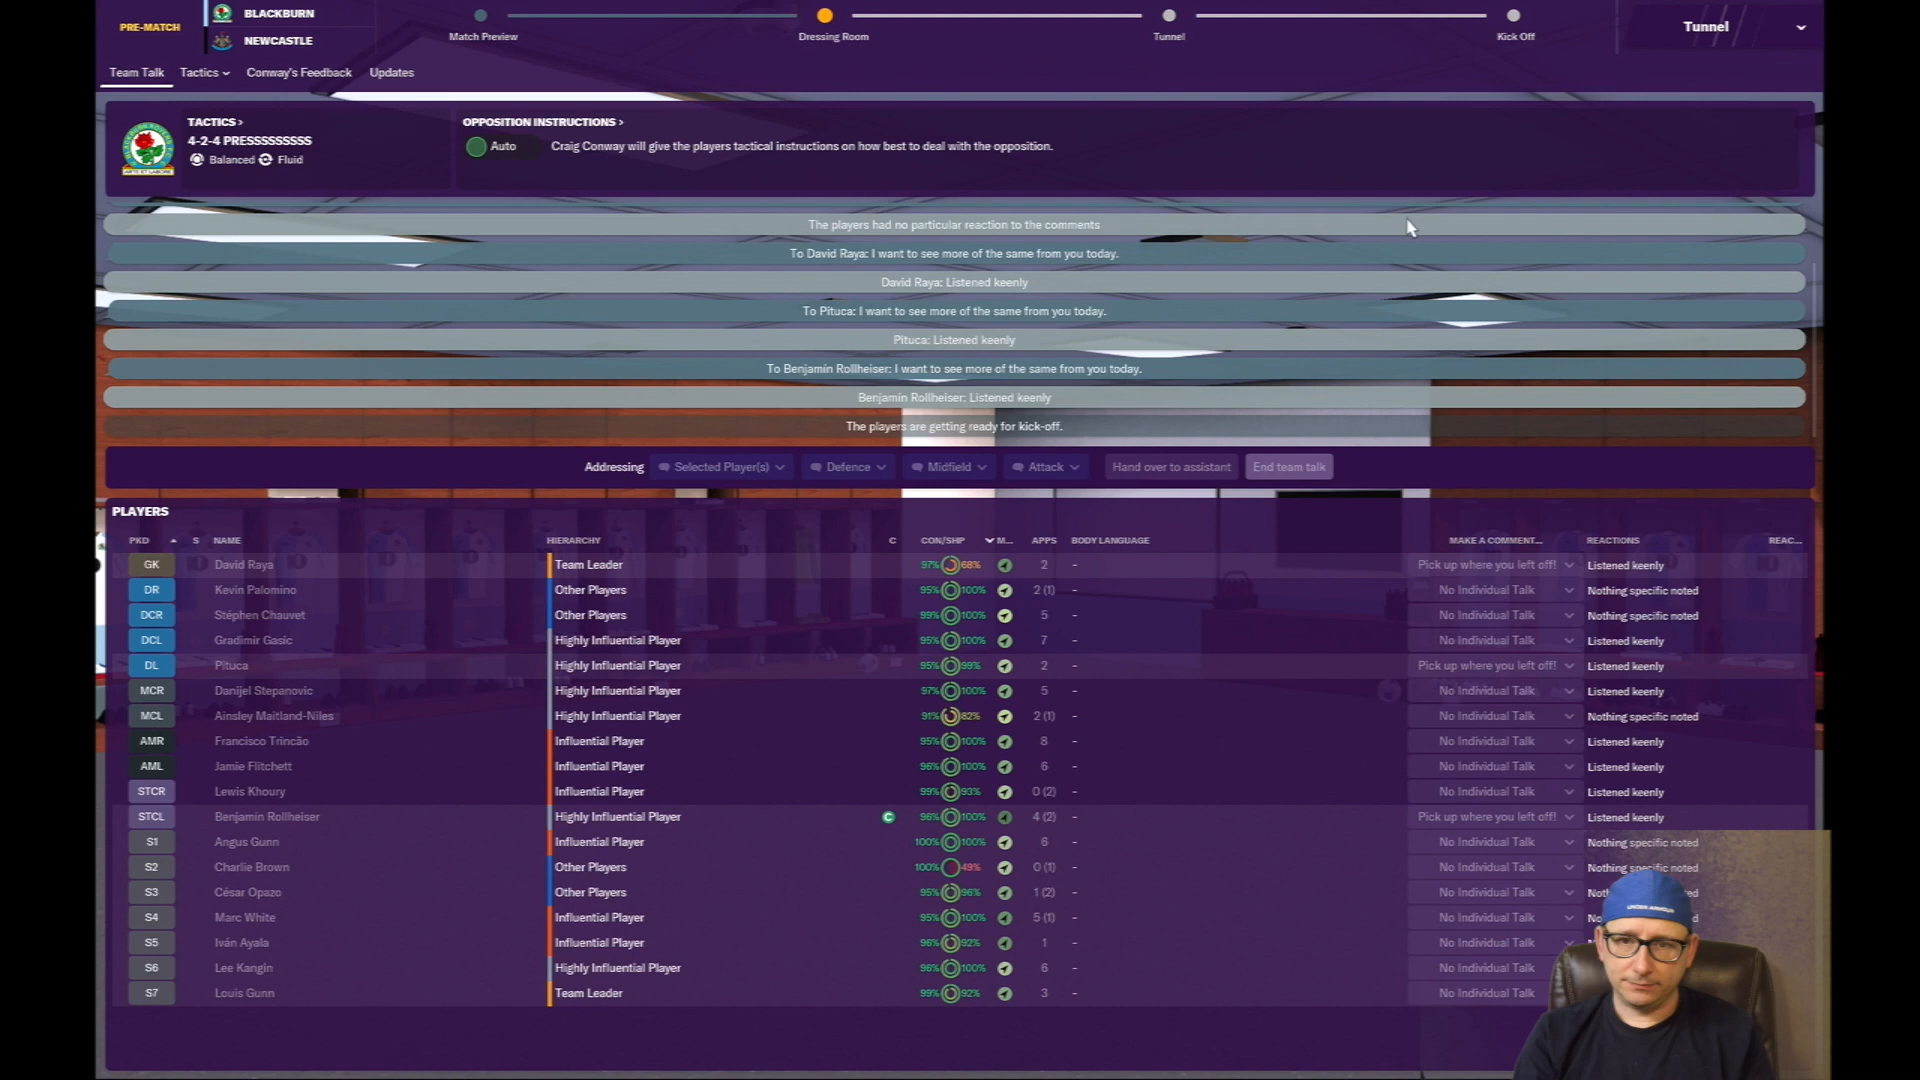 PRE-MATCH
BLACKBURN
NEWCASTLE
Match Preview
Dressing Room
Tunnel
Kick Off
Tunnel
Team Talk Tactics Conway's Feedback Updates
TACTICS >
4-2-4 PRESSSSSSSSS
Balanced Fluid
OPPOSITION INSTRUCTIONS >
Auto Craig Conway will give the players tactical instructions on how best to deal with the opposition.
ARTE ET LABORE
The players had no particular reaction to the comments
To David Raya: I want to see more of the same from you today.
David Raya: Listened keenly
To Pituca: I want to see more of the same from you today.
Pituca: Listened keenly
To Benjamín Rollheiser: I want to see more of the same from you today.
Benjamín Rollheiser: Listened keenly
The players are getting ready for kick-off.
Addressing Selected Player(s) Defence Midfield Attack Hand over to assistant End team talk
PLAYERS
PKD S NAME HIERARCHY C CON/SHP M... APPS BODY LANGUAGE MAKE A COMMENT... REACTIONS REAC...
GK David Raya Team Leader 97% 68% 2 - Pick up where you left off! Listened keenly
DR Kevin Palomino Other Players 95% 100% 2 (1) - No Individual Talk Nothing specific noted
DCR Stéphen Chauvet Other Players 99% 100% 5 - No Individual Talk Nothing specific noted
DCL Gradimir Gasic Highly Influential Player 95% 100% 7 - No Individual Talk Listened keenly
DL Pituca Highly Influential Player 95% 99% 2 - Pick up where you left off! Listened keenly
MCR Danijel Stepanovic Highly Influential Player 97% 100% 5 - No Individual Talk Listened keenly
MCL Ainsley Maitland-Niles Highly Influential Player 91% 82% 2 (1) - No Individual Talk Nothing specific noted
AMR Francisco Trincão Influential Player 95% 100% 8 - No Individual Talk Listened keenly
AML Jamie Flitchett Influential Player 96% 100% 6 - No Individual Talk Listened keenly
STCR Lewis Khoury Influential Player 99% 93% 0 (2) - No Individual Talk Listened keenly
STCL Benjamín Rollheiser Highly Influential Player C 96% 100% 4 (2) - Pick up where you left off! Listened keenly
S1 Angus Gunn Influential Player 100% 100% 6 - No Individual Talk Nothing specific noted
S2 Charlie Brown Other Players 100% 49% 0 (1) - No Individual Talk Nothing specific noted
S3 César Opazo Other Players 95% 96% 1 (2) - No Individual Talk
S4 Marc White Influential Player 95% 100% 5 (1) - No Individual Talk
S5 Iván Ayala Influential Player 96% 92% 1 - No Individual Talk
S6 Lee Kangin Highly Influential Player 96% 100% 6 - No Individual Talk
S7 Louis Gunn Team Leader 99% 92% 3 - No Individual Talk
UNDER ARMOUR